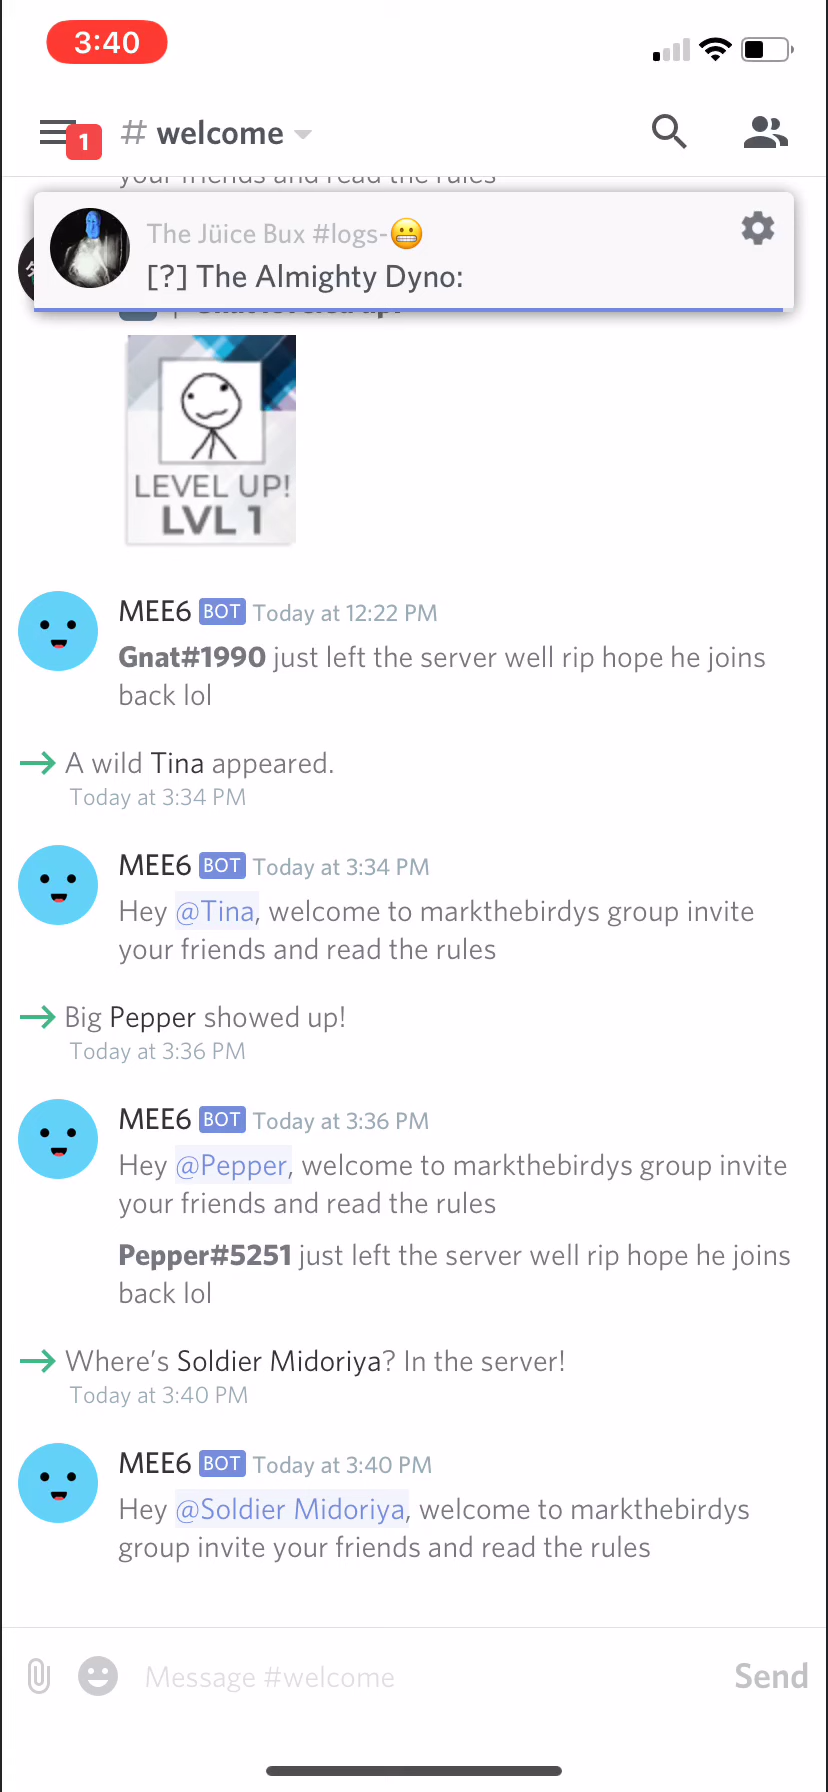 3:40
1
# welcome
your friends and read the rules
The Jüice Bux #logs-😬
[?] The Almighty Dyno:
LEVEL UP!
LVL 1
MEE6 BOT Today at 12:22 PM
Gnat#1990 just left the server well rip hope he joins
back lol
A wild Tina appeared.
Today at 3:34 PM
MEE6 BOT Today at 3:34 PM
Hey @Tina, welcome to markthebirdys group invite
your friends and read the rules
Big Pepper showed up!
Today at 3:36 PM
MEE6 BOT Today at 3:36 PM
Hey @Pepper, welcome to markthebirdys group invite
your friends and read the rules
Pepper#5251 just left the server well rip hope he joins
back lol
Where's Soldier Midoriya? In the server!
Today at 3:40 PM
MEE6 BOT Today at 3:40 PM
Hey @Soldier Midoriya, welcome to markthebirdys
group invite your friends and read the rules
Message #welcome
Send